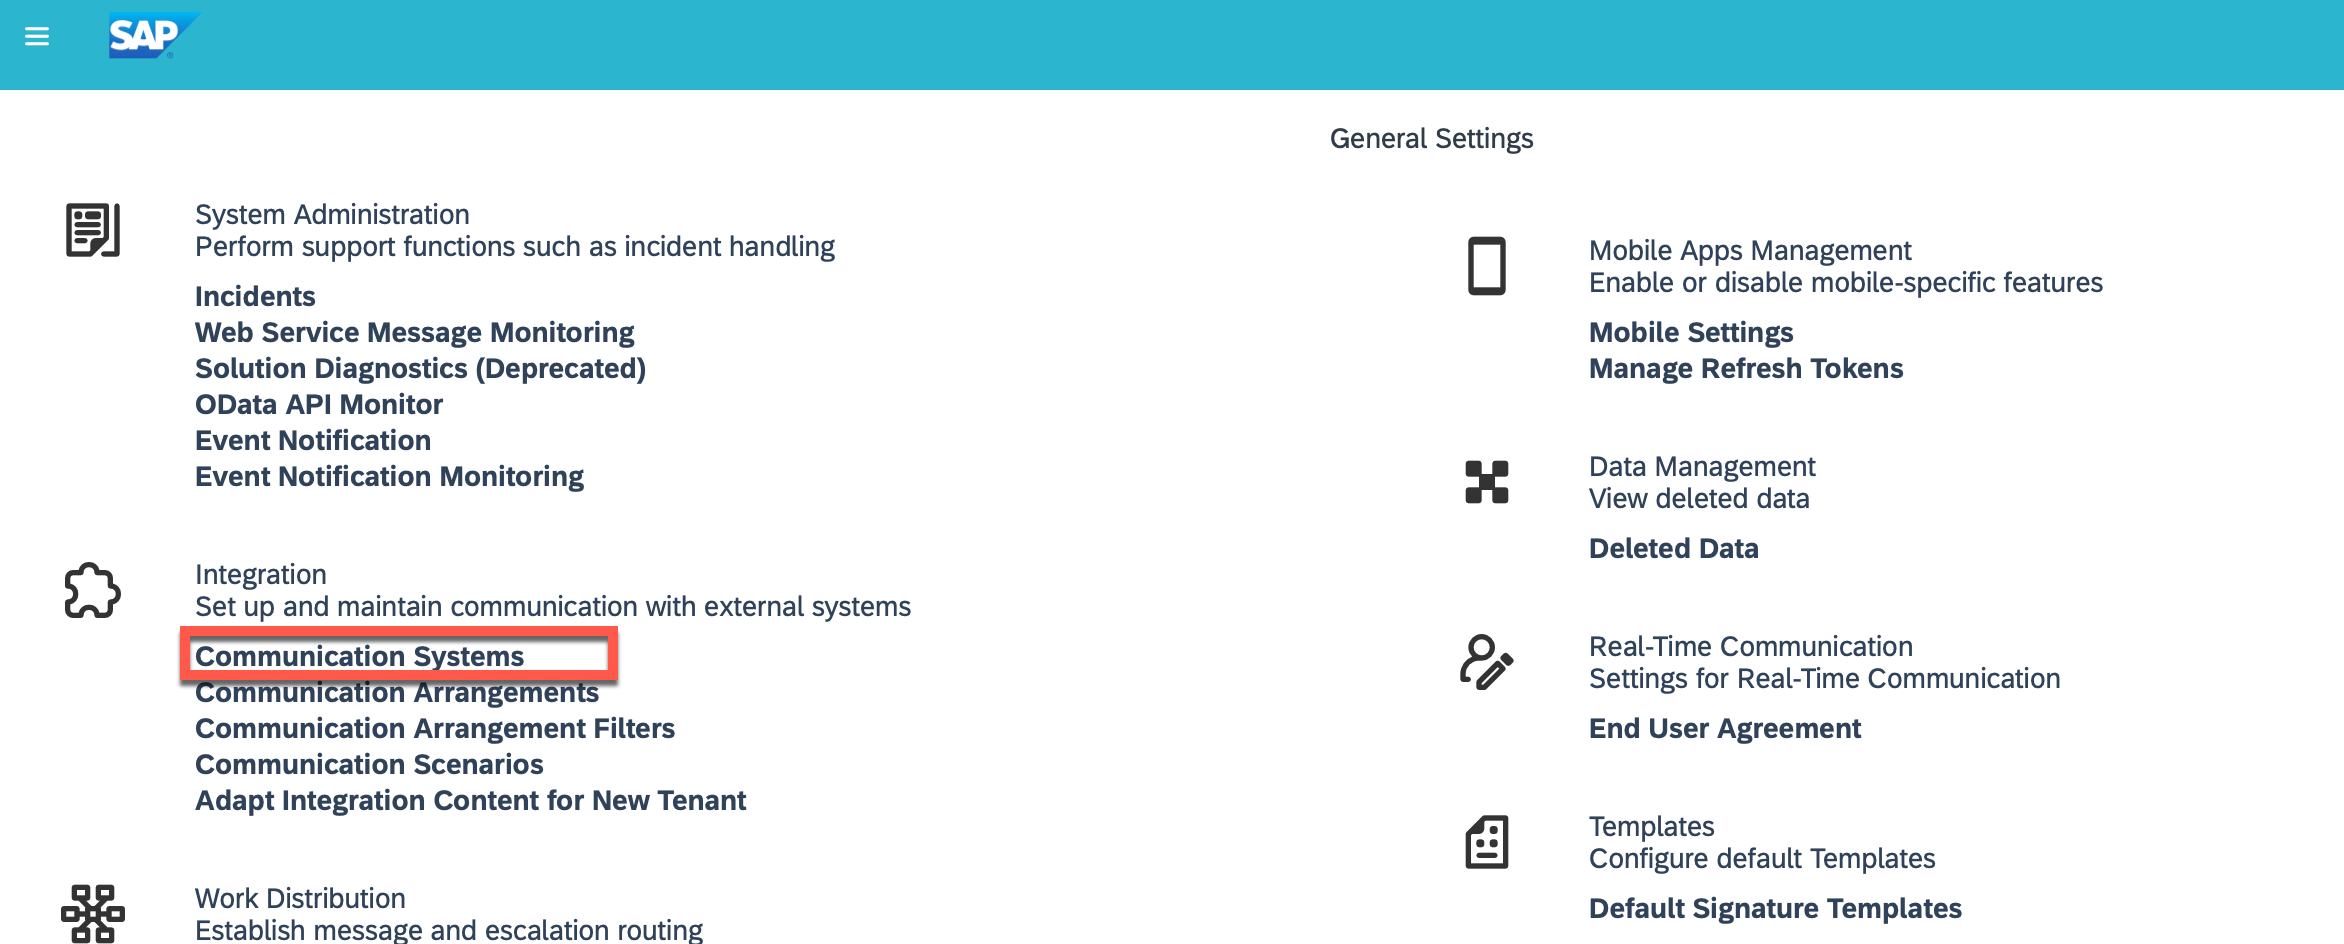 SAP
General Settings
System Administration
Perform support functions such as incident handling
Incidents
Web Service Message Monitoring
Solution Diagnostics (Deprecated)
OData API Monitor
Event Notification
Event Notification Monitoring
Integration
Set up and maintain communication with external systems
Communication Systems
Communication Arrangements
Communication Arrangement Filters
Communication Scenarios
Adapt Integration Content for New Tenant
Work Distribution
Establish message and escalation routing
Mobile Apps Management
Enable or disable mobile-specific features
Mobile Settings
Manage Refresh Tokens
Data Management
View deleted data
Deleted Data
Real-Time Communication
Settings for Real-Time Communication
End User Agreement
Templates
Configure default Templates
Default Signature Templates